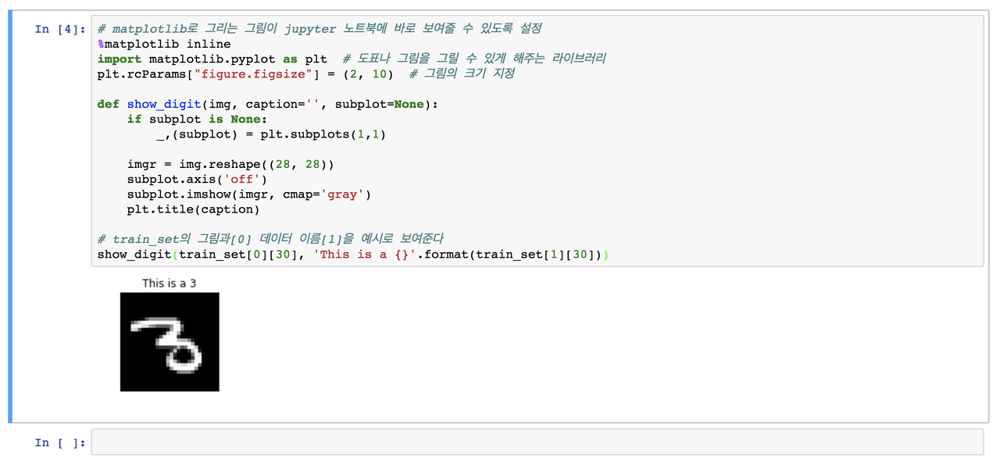 In [4]: # matplotlib로 그리는 그림이 jupyter 노트북에 바로 보여줄 수 있도록 설정
%matplotlib inline
import matplotlib.pyplot as plt  # 도표나 그림을 그릴 수 있게 해주는 라이브러리
plt.rcParams["figure.figsize"] = (2, 10)  # 그림의 크기 지정
def show_digit(img, caption='', subplot=None):
    if subplot is None:
        _,(subplot) = plt.subplots(1,1)
    imgr = img.reshape((28, 28))
    subplot.axis('off')
    subplot.imshow(imgr, cmap='gray')
    plt.title(caption)
# train_set의 그림과[0] 데이터 이름[1]을 예시로 보여준다
show_digit(train_set[0][30], 'This is a {}'.format(train_set[1][30]))
This is a 3
3
In [ ]: